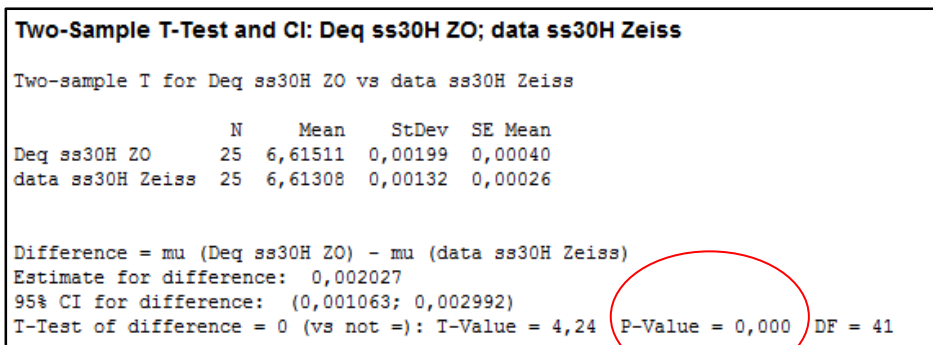 Two-Sample T-Test and CI: Deq ss30H ZO; data ss30H Zeiss
Two-sample T for Deq ss30H ZO vs data ss30H Zeiss
N Mean StDev SE Mean
Deq ss30H ZO 25 6,61511 0,00199 0,00040
data ss30H Zeiss 25 6,61308 0,00132 0,00026
Difference = mu (Deq ss30H ZO) - mu (data ss30H Zeiss)
Estimate for difference: 0,002027
95% CI for difference: (0,001063; 0,002992)
T-Test of difference = 0 (vs not =): T-Value = 4,24 P-Value = 0,000 DF = 41